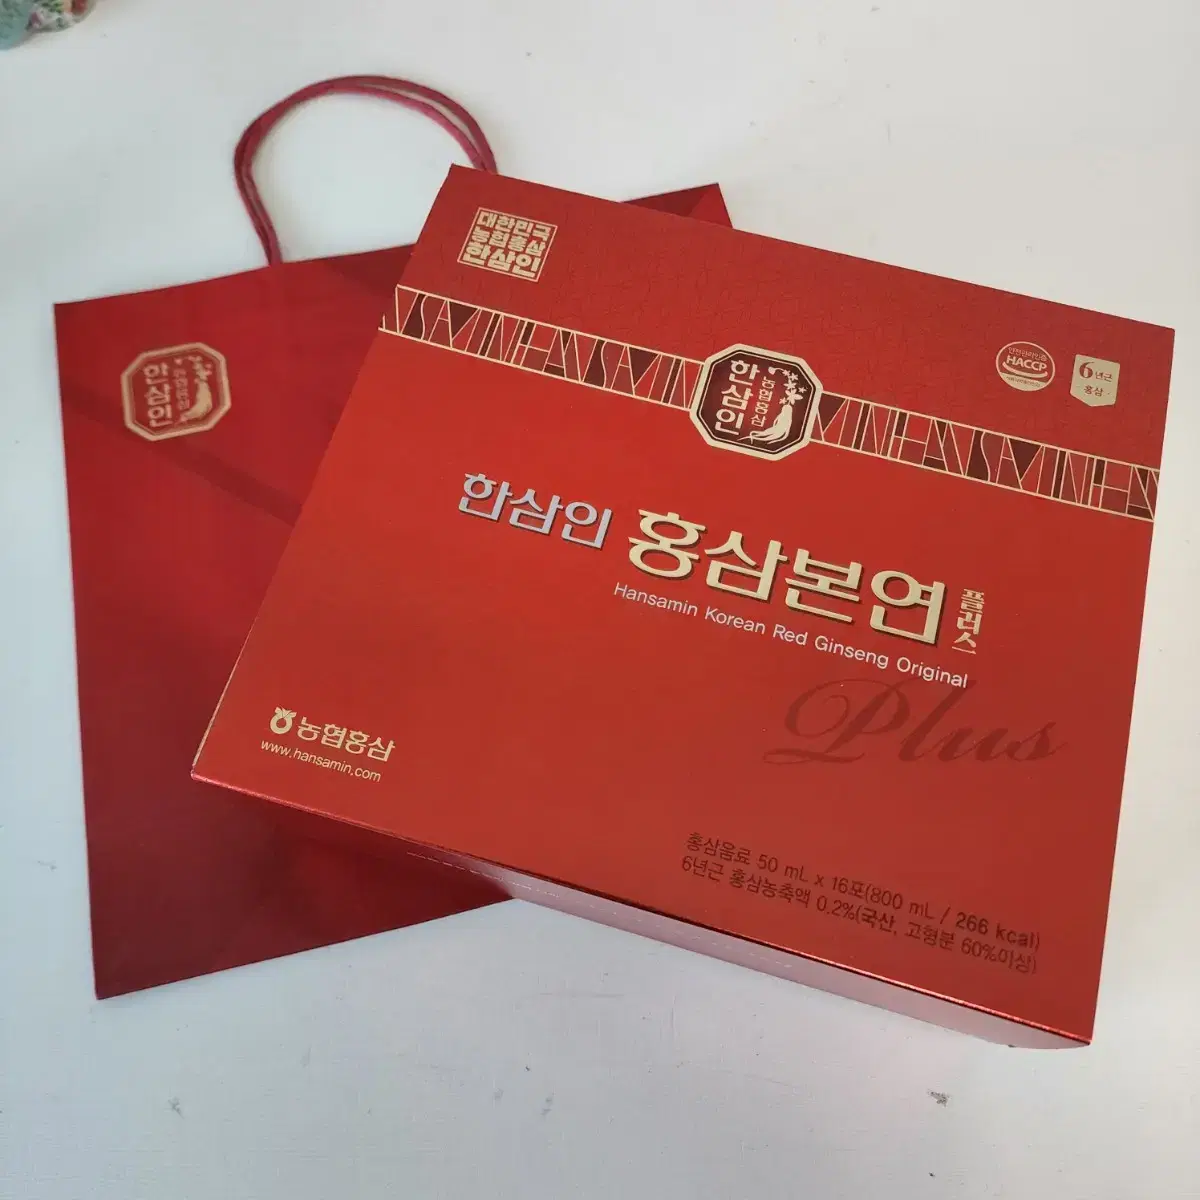 대한민국
농협홍삼
한삼인
HANSAMIN HANSAMIN
한삼인
농협홍삼
HACCP
6년근
홍삼
한삼인
한삼인 홍삼본연 플러스
Hansamin Korean Red Ginseng Original
Plus
농협홍삼
www.hansamin.com
홍삼음료 50 mL x 16포(800 mL / 266 kcal)
6년근 홍삼농축액 0.2%(국산, 고형분 60%이상)